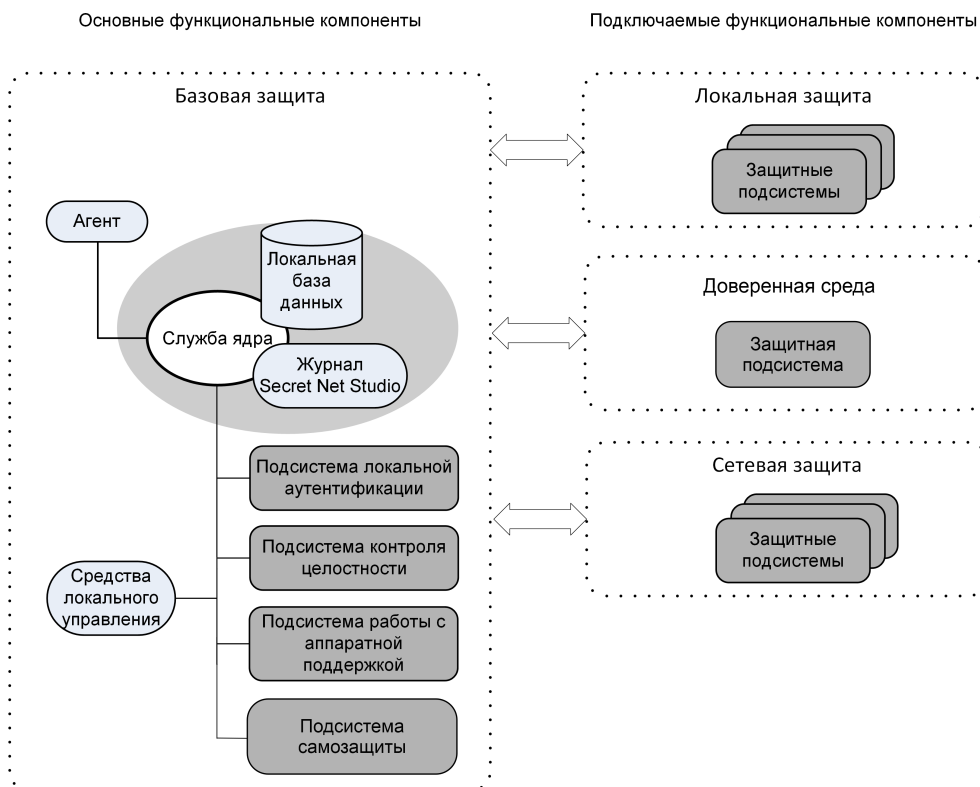 Основные функциональные компоненты
Подключаемые функциональные компоненты
Базовая защита
Агент
Локальная
база
данных
Служба ядра
Журнал
Secret Net Studio
Подсистема локальной
аутентификации
Подсистема контроля
целостности
Средства
локального
управления
Подсистема работы с
аппаратной
поддержкой
Подсистема
самозащиты
Локальная защита
Защитные
подсистемы
Доверенная среда
Защитная
подсистема
Сетевая защита
Защитные
подсистемы